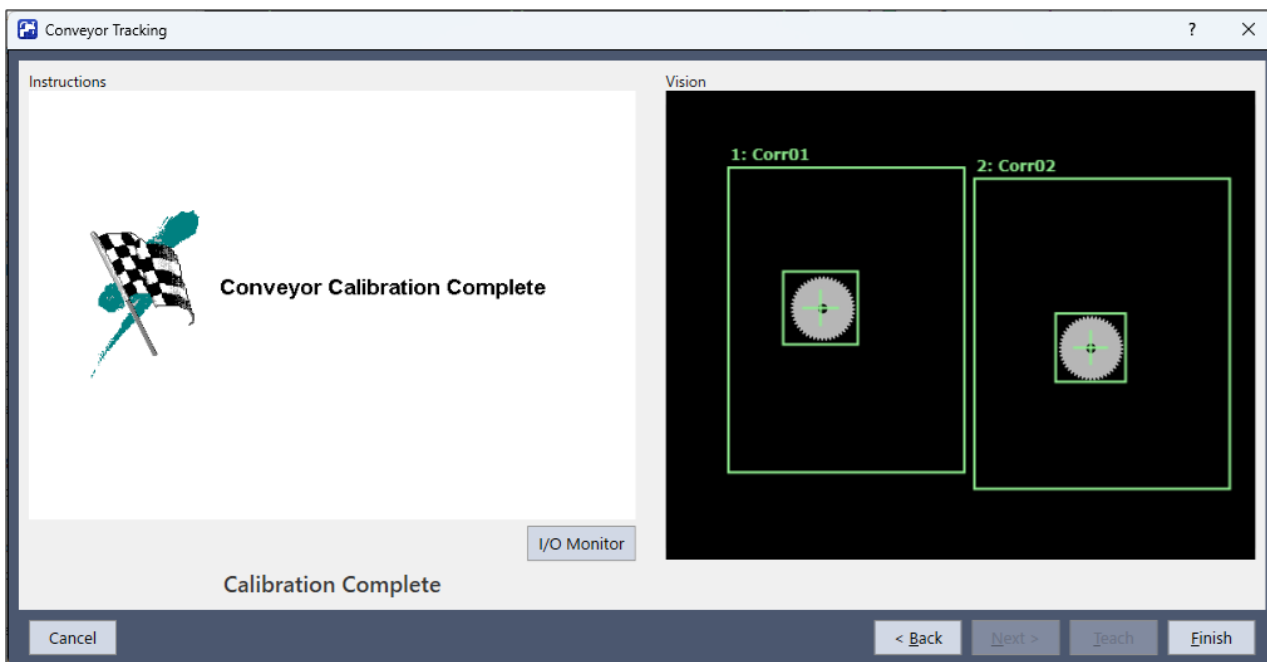 Conveyor Tracking
?
Instructions
Vision
Conveyor Calibration Complete
1: Corr01
2: Corr02
I/O Monitor
Calibration Complete
Cancel
< Back
Next >
Teach
Finish